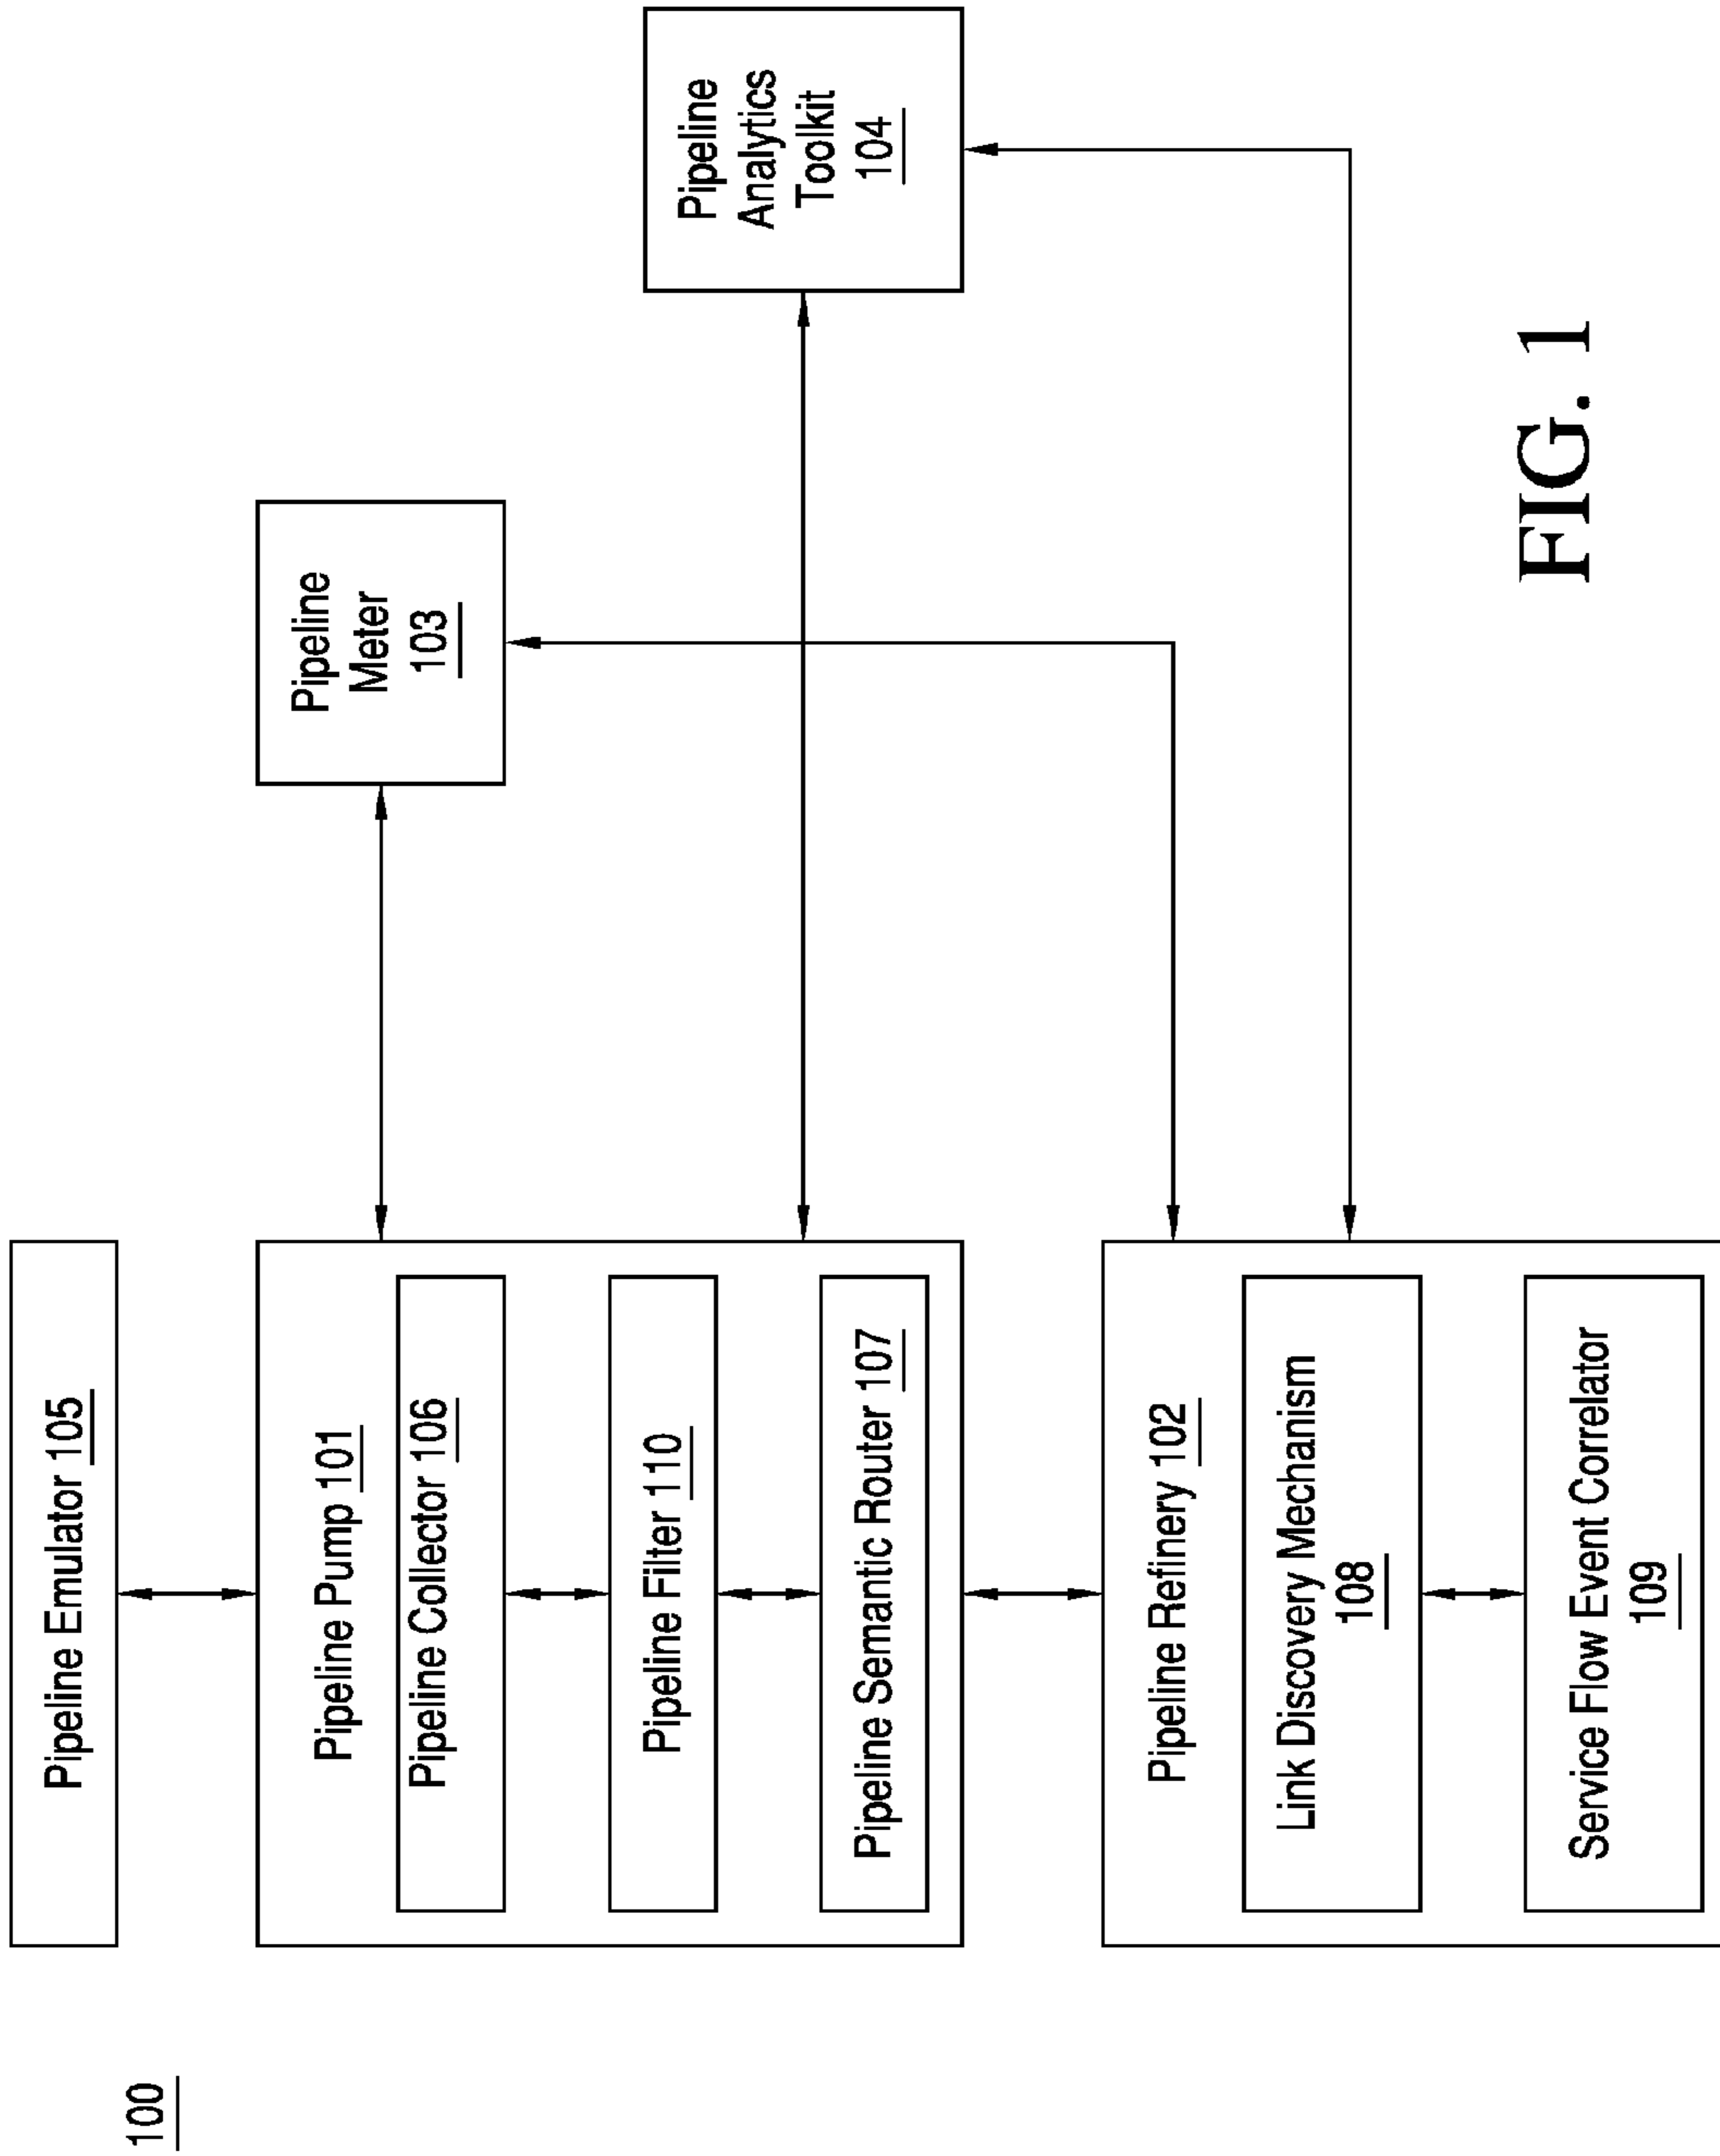 100
Pipeline Emulator 105
Pipeline Pump 101
Pipeline Collector 106
Pipeline Filter 110
Pipeline Semantic Router 107
Pipeline Refinery 102
Link Discovery Mechanism
108
Service Flow Event Correlator
109
Pipeline
Meter
103
Pipeline
Analytics
Toolkit
104
FIG. 1